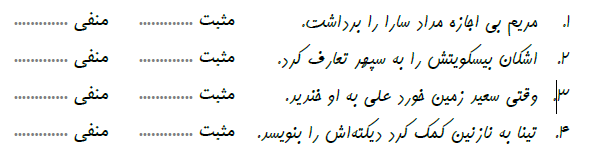 ۱. مریم بی اجازه مداد سارا را برداشت. مثبت ............. منفی .............
۲. اشکان بیسکویتش را به سپهر تعارف کرد. مثبت ............. منفی .............
۳. وقتی سعید زمین خورد علی به او خندید. مثبت ............. منفی .............
۴. تینا به نازنین کمک کرد دیکته‌اش را بنویسد. مثبت ............. منفی .............